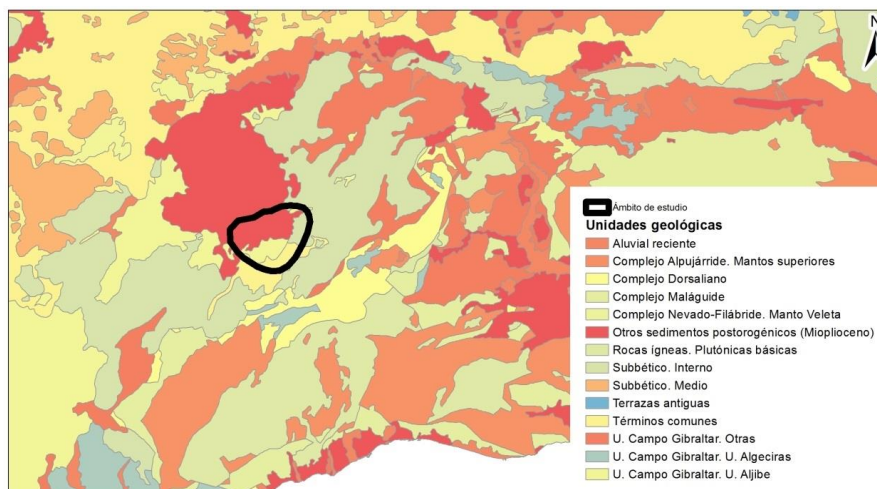 N
Ámbito de estudio
Unidades geológicas
Aluvial reciente
Complejo Alpujárride. Mantos superiores
Complejo Dorsaliano
Complejo Maláguide
Complejo Nevado-Filábride. Manto Veleta
Otros sedimentos postorogénicos (Mioplioceno)
Rocas ígneas. Plutónicas básicas
Subbético. Interno
Subbético. Medio
Terrazas antiguas
Términos comunes
U. Campo Gibraltar. Otras
U. Campo Gibraltar. U. Algeciras
U. Campo Gibraltar. U. Aljibe